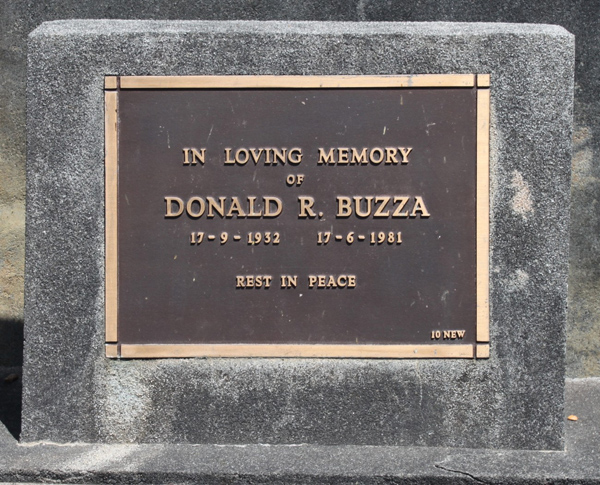 IN LOVING MEMORY
OF
DONALD R. BUZZA
17-9-1932 17-6-1981
REST IN PEACE
10 NEW